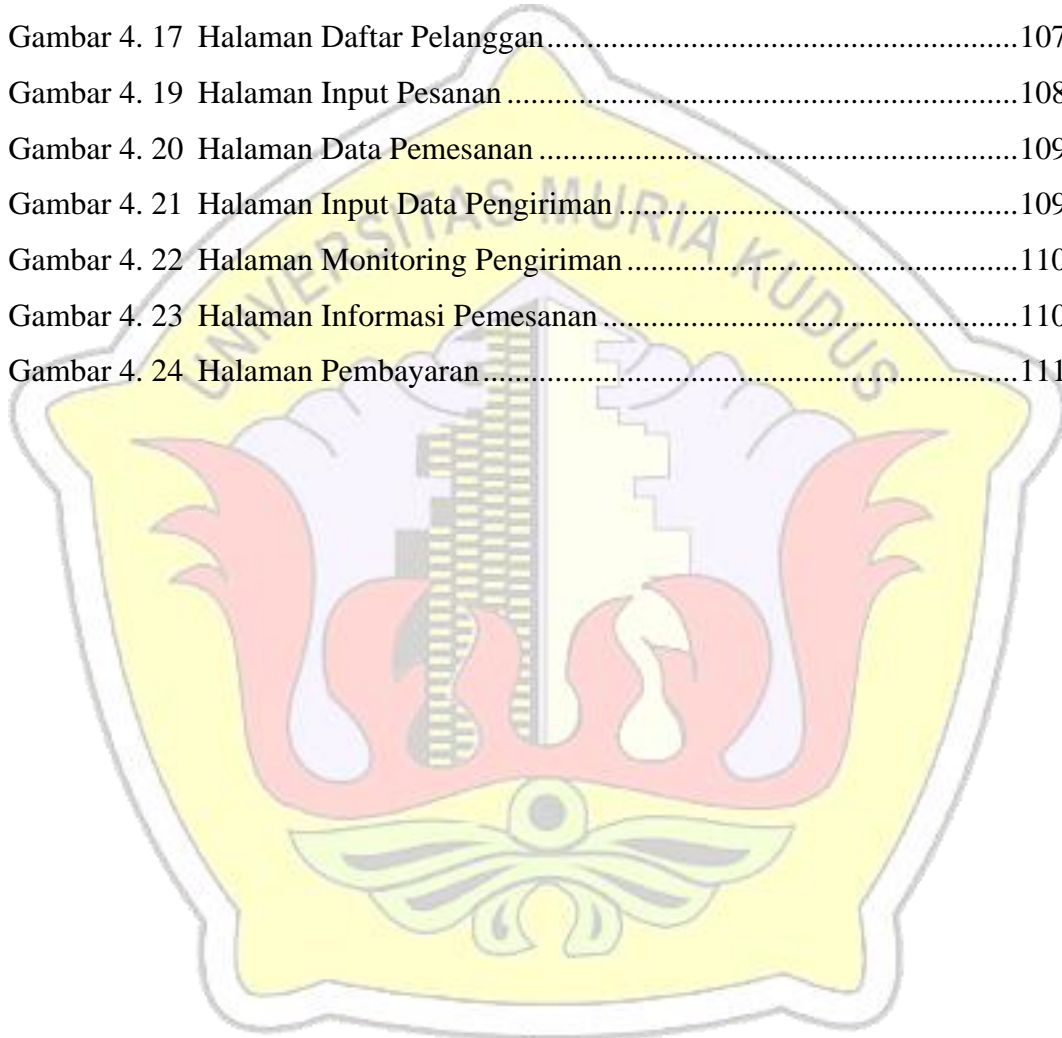 Gambar 4. 17  Halaman Daftar Pelanggan.................................................................107
Gambar 4. 19  Halaman Input Pesanan......................................................................108
Gambar 4. 20  Halaman Data Pemesanan..................................................................109
Gambar 4. 21  Halaman Input Data Pengiriman........................................................109
Gambar 4. 22  Halaman Monitoring Pengiriman.......................................................110
Gambar 4. 23  Halaman Informasi Pemesanan..........................................................110
Gambar 4. 24  Halaman Pembayaran.........................................................................111
UNIVERSITAS MURIA KUDUS